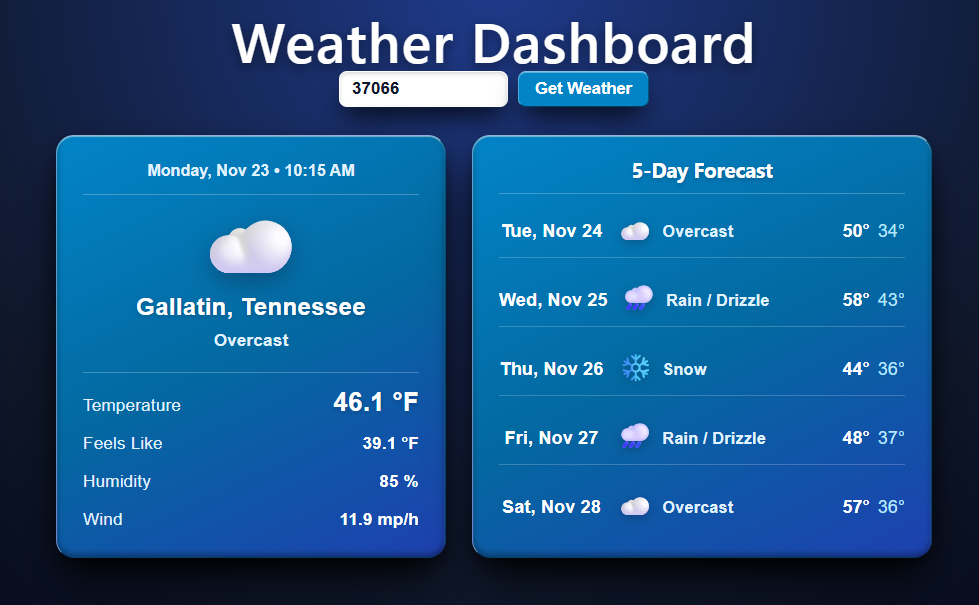 Weather Dashboard
37066
Get Weather
Monday, Nov 23 • 10:15 AM
Gallatin, Tennessee
Overcast
Temperature 46.1 °F
Feels Like 39.1 °F
Humidity 85 %
Wind 11.9 mp/h
5-Day Forecast
Tue, Nov 24 Overcast 50° 34°
Wed, Nov 25 Rain / Drizzle 58° 43°
Thu, Nov 26 Snow 44° 36°
Fri, Nov 27 Rain / Drizzle 48° 37°
Sat, Nov 28 Overcast 57° 36°